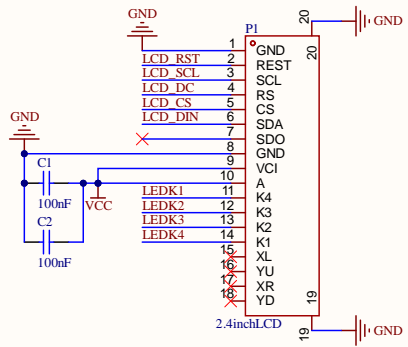 GND
P1
20
GND
1 GND
20
LCD_RST 2 REST
LCD_SCL 3 SCL
LCD_DC 4 RS
LCD_CS 5 CS
LCD_DIN 6 SDA
7 SDO
GND
8 GND
9 VCI
C1
10 A
100nF
VCC
LEDK1 11 K4
LEDK2 12 K3
C2
LEDK3 13 K2
LEDK4 14 K1
100nF
15 XL
16 YU
17 XR
18 YD
19
2.4inchLCD
19
GND